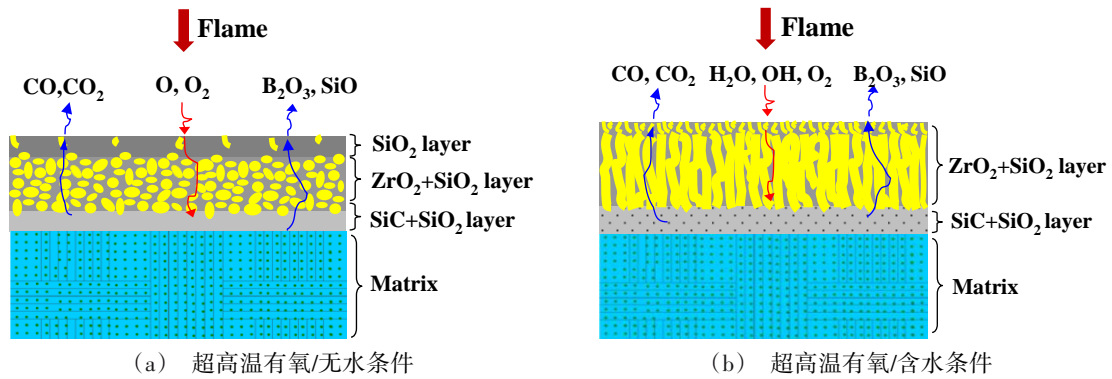 Flame
CO,CO₂
O, O₂
B₂O₃, SiO
SiO₂ layer
ZrO₂+SiO₂ layer
SiC+SiO₂ layer
Matrix
(a) 超高温有氧/无水条件
Flame
CO, CO₂
H₂O, OH, O₂
B₂O₃, SiO
ZrO₂+SiO₂ layer
SiC+SiO₂ layer
Matrix
(b) 超高温有氧/含水条件